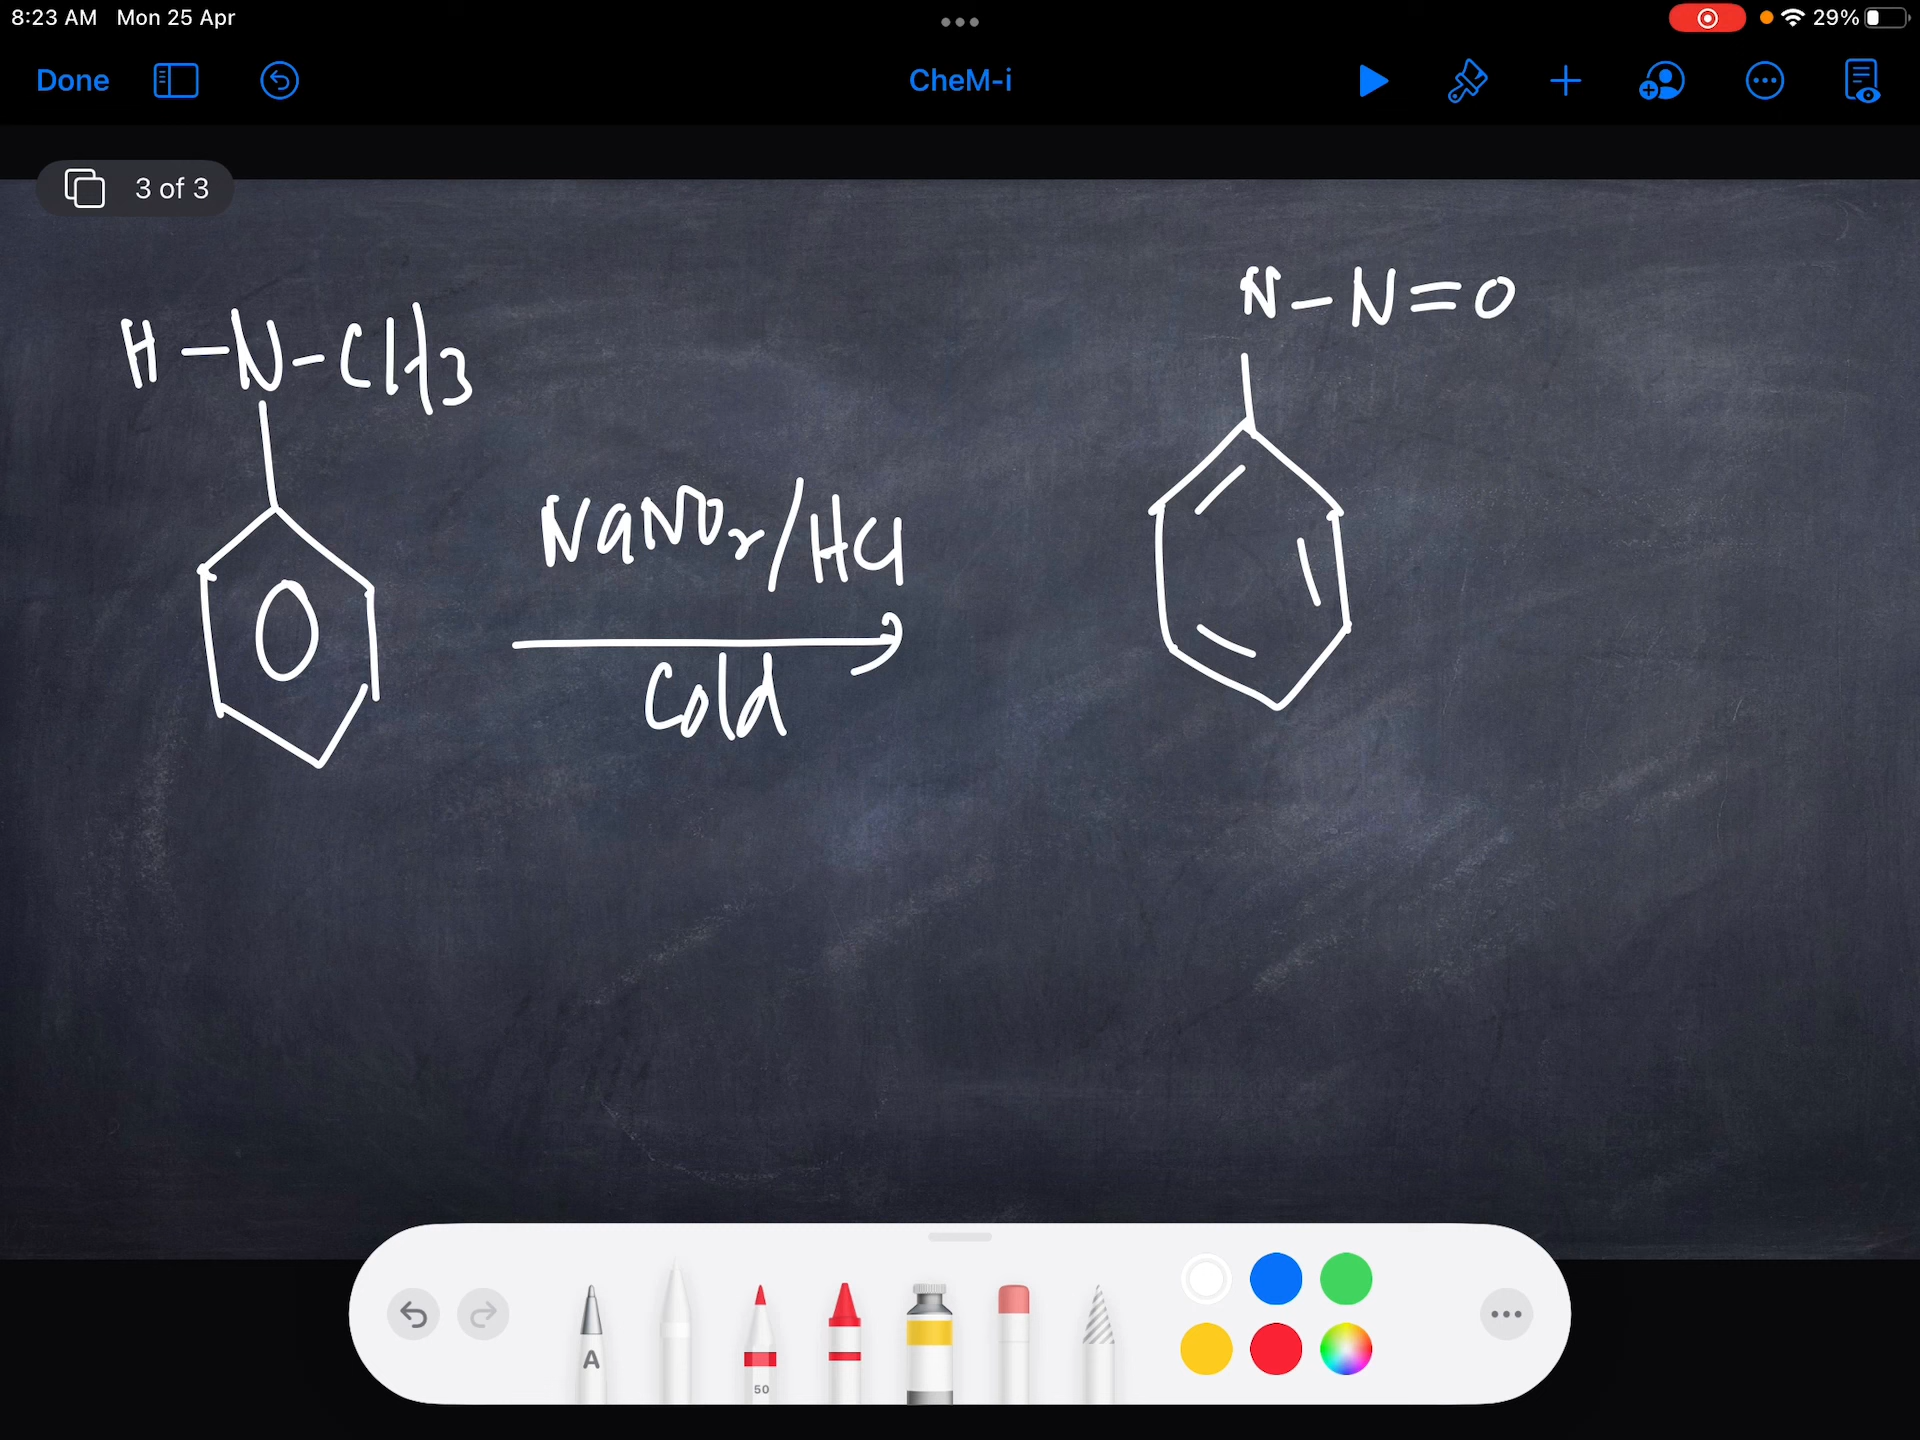 8:23 AM Mon 25 Apr
29%
Done
CheM-i
3 of 3
H-N-CH3
N-N=O
NaNO2/HCl
Cold
A
50